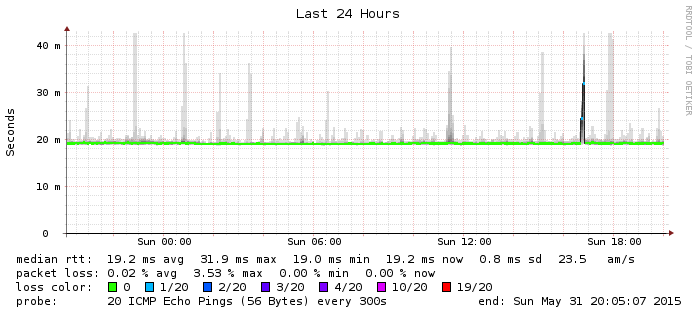 Last 24 Hours
RRDTOOL / TOBI OETIKER
Seconds
40 m
30 m
20 m
10 m
0
Sun 00:00 Sun 06:00 Sun 12:00 Sun 18:00
median rtt: 19.2 ms avg 31.9 ms max 19.0 ms min 19.2 ms now 0.8 ms sd 23.5 am/s
packet loss: 0.02 % avg 3.53 % max 0.00 % min 0.00 % now
loss color: 0 1/20 2/20 3/20 4/20 10/20 19/20
probe: 20 ICMP Echo Pings (56 Bytes) every 300s end: Sun May 31 20:05:07 2015